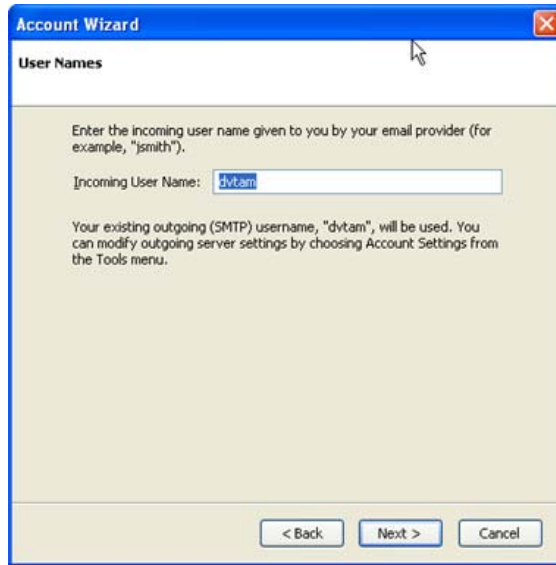 Account Wizard
User Names
Enter the incoming user name given to you by your email provider (for
example, "jsmith").
Incoming User Name: dvtam
Your existing outgoing (SMTP) username, "dvtam", will be used. You
can modify outgoing server settings by choosing Account Settings from
the Tools menu.
< Back Next > Cancel